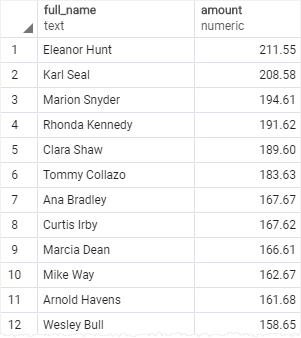 full_name amount
text numeric
1 Eleanor Hunt 211.55
2 Karl Seal 208.58
3 Marion Snyder 194.61
4 Rhonda Kennedy 191.62
5 Clara Shaw 189.60
6 Tommy Collazo 183.63
7 Ana Bradley 167.67
8 Curtis Irby 167.62
9 Marcia Dean 166.61
10 Mike Way 162.67
11 Arnold Havens 161.68
12 Wesley Bull 158.65